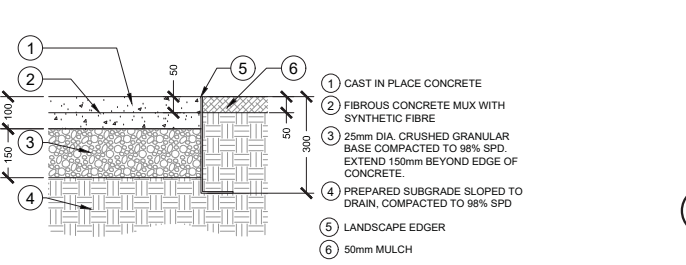 1
2
3
4
5
6
50
100
150
50
300
1 CAST IN PLACE CONCRETE
2 FIBROUS CONCRETE MUX WITH
SYNTHETIC FIBRE
3 25mm DIA. CRUSHED GRANULAR
BASE COMPACTED TO 98% SPD.
EXTEND 150mm BEYOND EDGE OF
CONCRETE.
4 PREPARED SUBGRADE SLOPED TO
DRAIN, COMPACTED TO 98% SPD
5 LANDSCAPE EDGER
6 50mm MULCH